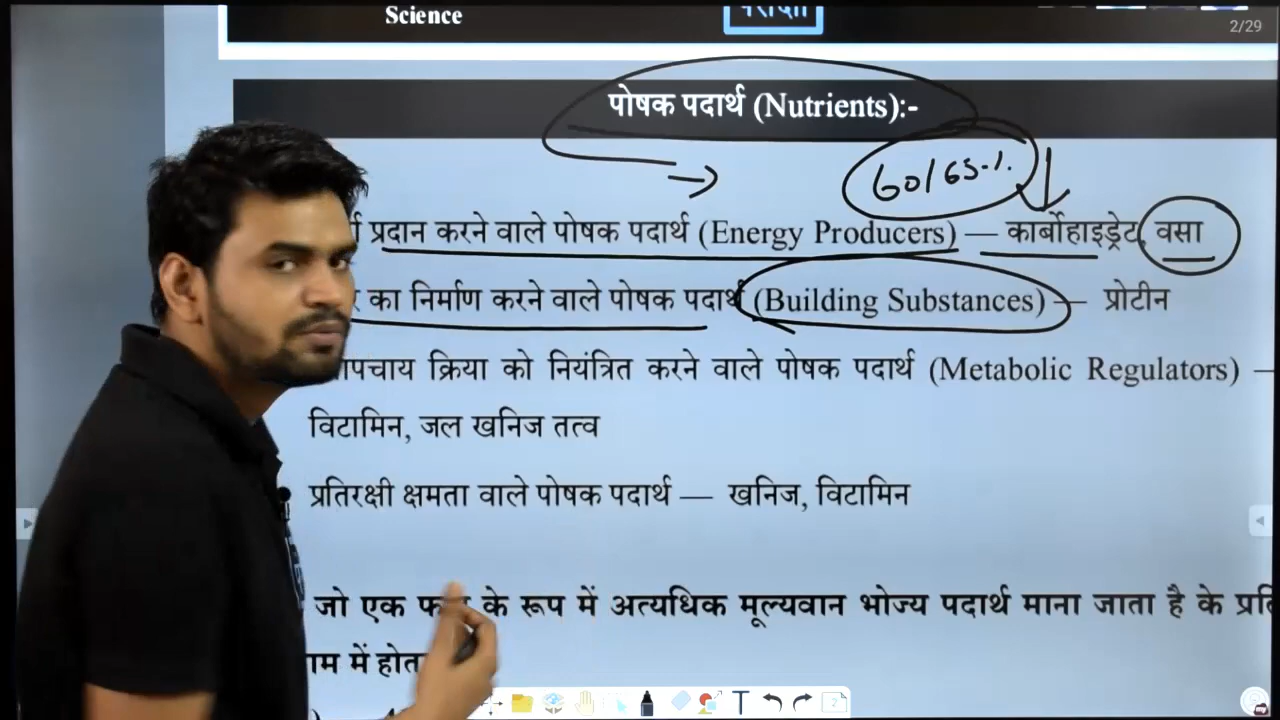 Science
परीक्षा
2/29
पोषक पदार्थ (Nutrients):-
60/65-1.
प्रदान करने वाले पोषक पदार्थ (Energy Producers) — कार्बोहाइड्रेट, वसा
का निर्माण करने वाले पोषक पदार्थ (Building Substances) — प्रोटीन
क्रिया को नियंत्रित करने वाले पोषक पदार्थ (Metabolic Regulators) —
विटामिन, जल खनिज तत्व
प्रतिरक्षी क्षमता वाले पोषक पदार्थ — खनिज, विटामिन
जो एक के रूप में अत्यधिक मूल्यवान भोज्य पदार्थ माना जाता है के
में